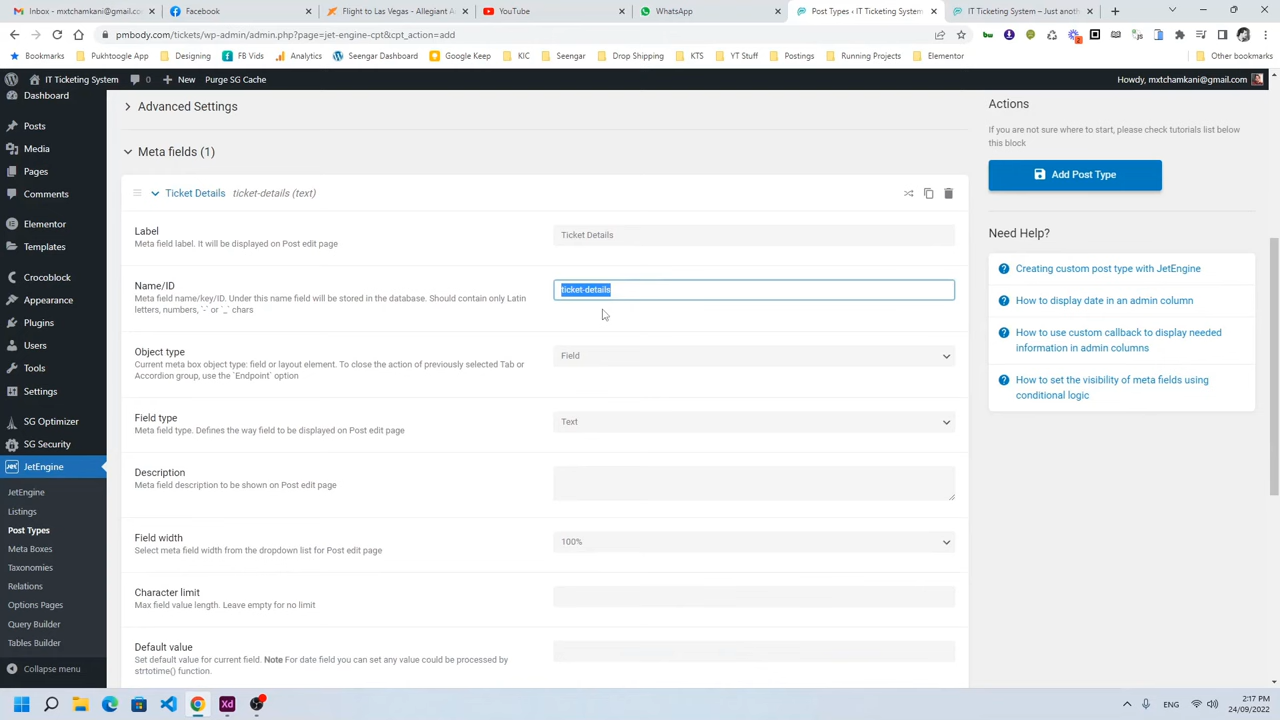 Inbox - mxtchamkani@gmail.co
Facebook
Flight to Las Vegas - Allegiant A
YouTube
WhatsApp
Post Types ‹ IT Ticketing System
IT Ticketing System
pmbody.com/tickets/wp-admin/admin.php?page=jet-engine-cpt&cpt_action=add
Bookmarks
Pukhtoogle App
Designing
FB Vids
Analytics
Seengar Dashboard
Google Keep
KIC
Seengar
Drop Shipping
KTS
YT Stuff
Postings
Running Projects
Elementor
Other bookmarks
IT Ticketing System
0
New
Purge SG Cache
Howdy, mxtchamkani@gmail.com
Dashboard
Posts
Media
Pages
Comments
Elementor
Templates
Crocoblock
Appearance
Plugins
Users
Tools
Settings
SG Optimizer
SG Security
JetEngine
JetEngine
Listings
Post Types
Meta Boxes
Taxonomies
Relations
Options Pages
Query Builder
Tables Builder
Collapse menu
Advanced Settings
Meta fields (1)
Ticket Details ticket-details (text)
Label
Meta field label. It will be displayed on Post edit page
Ticket Details
Name/ID
Meta field name/key/ID. Under this name field will be stored in the database. Should contain only Latin
letters, numbers, `-` or `_` chars
ticket-details
Object type
Current meta box object type: field or layout element. To close the action of previously selected Tab or
Accordion group, use the `Endpoint` option
Field
Field type
Meta field type. Defines the way field to be displayed on Post edit page
Text
Description
Meta field description to be shown on Post edit page
Field width
Select meta field width from the dropdown list for Post edit page
100%
Character limit
Max field value length. Leave empty for no limit
Default value
Set default value for current field. Note For date field you can set any value could be processed by
strtotime() function.
Actions
If you are not sure where to start, please check tutorials list below
this block
Add Post Type
Need Help?
Creating custom post type with JetEngine
How to display date in an admin column
How to use custom callback to display needed
information in admin columns
How to set the visibility of meta fields using
conditional logic
Xd
ENG
2:17 PM
24/09/2022